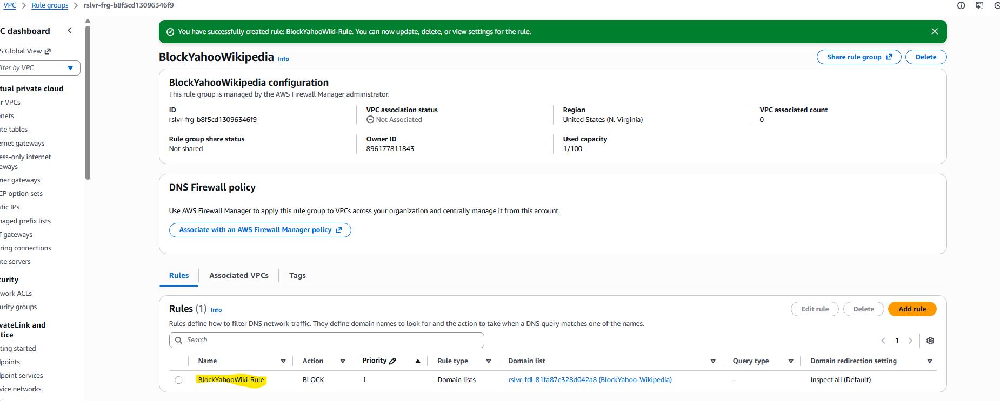 VPC > Rule groups > rslvr-frg-b8f5cd13096346f9
C dashboard
S Global View
ilter by VPC
tual private cloud
r VPCs
nets
te tables
ernet gateways
ess-only internet
eways
rier gateways
CP option sets
stic IPs
naged prefix lists
T gateways
ring connections
te servers
curity
work ACLs
urity groups
vateLink and
tice
ting started
lpoints
lpoint services
vice networks
You have successfully created rule: BlockYahooWiki-Rule. You can now update, delete, or view settings for the rule.
BlockYahooWikipedia Info
Share rule group
Delete
BlockYahooWikipedia configuration
This rule group is managed by the AWS Firewall Manager administrator.
ID
rslvr-frg-b8f5cd13096346f9
VPC association status
Not Associated
Region
United States (N. Virginia)
VPC associated count
0
Rule group share status
Not shared
Owner ID
896177811843
Used capacity
1/100
DNS Firewall policy
Use AWS Firewall Manager to apply this rule group to VPCs across your organization and centrally manage it from this account.
Associate with an AWS Firewall Manager policy
Rules Associated VPCs Tags
Rules (1) Info
Edit rule Delete Add rule
Rules define how to filter DNS network traffic. They define domain names to look for and the action to take when a DNS query matches one of the names.
Search
1
Name Action Priority Rule type Domain list Query type Domain redirection setting
BlockYahooWiki-Rule BLOCK 1 Domain lists rslvr-fdl-81fa87e328d042a8 (BlockYahoo-Wikipedia) - Inspect all (Default)